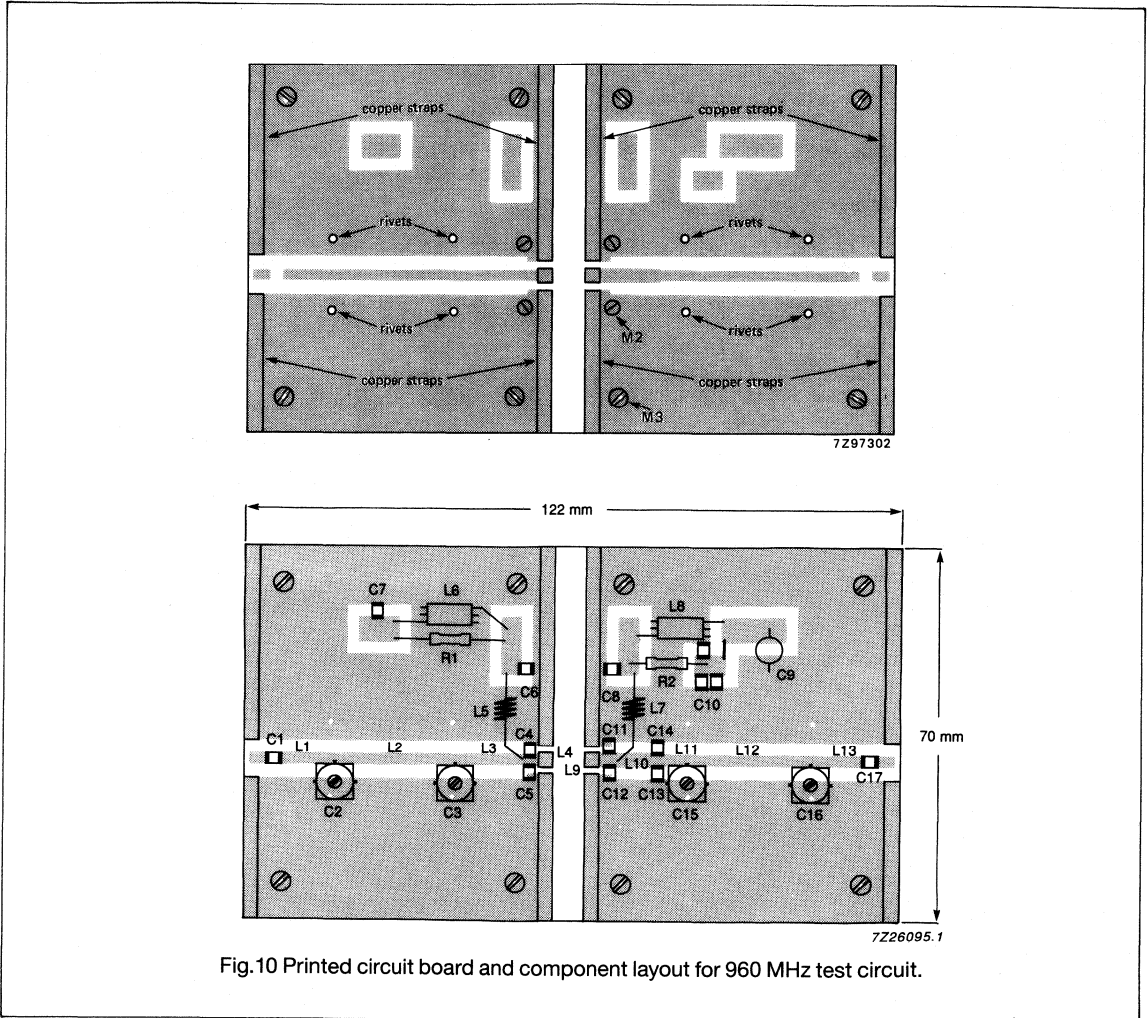 copper straps
copper straps
rivets
rivets
rivets
rivets
M2
copper straps
copper straps
M3
7Z97302
122 mm
C7
L6
L8
R1
R2
C9
C6
C8
C10
L5
L7
C1
L1
L2
L3
C4
L4
C11
C14
L11
L12
L13
70 mm
L9
L10
C17
C2
C3
C5
C12
C13
C15
C16
7Z26095.1
Fig.10 Printed circuit board and component layout for 960 MHz test circuit.